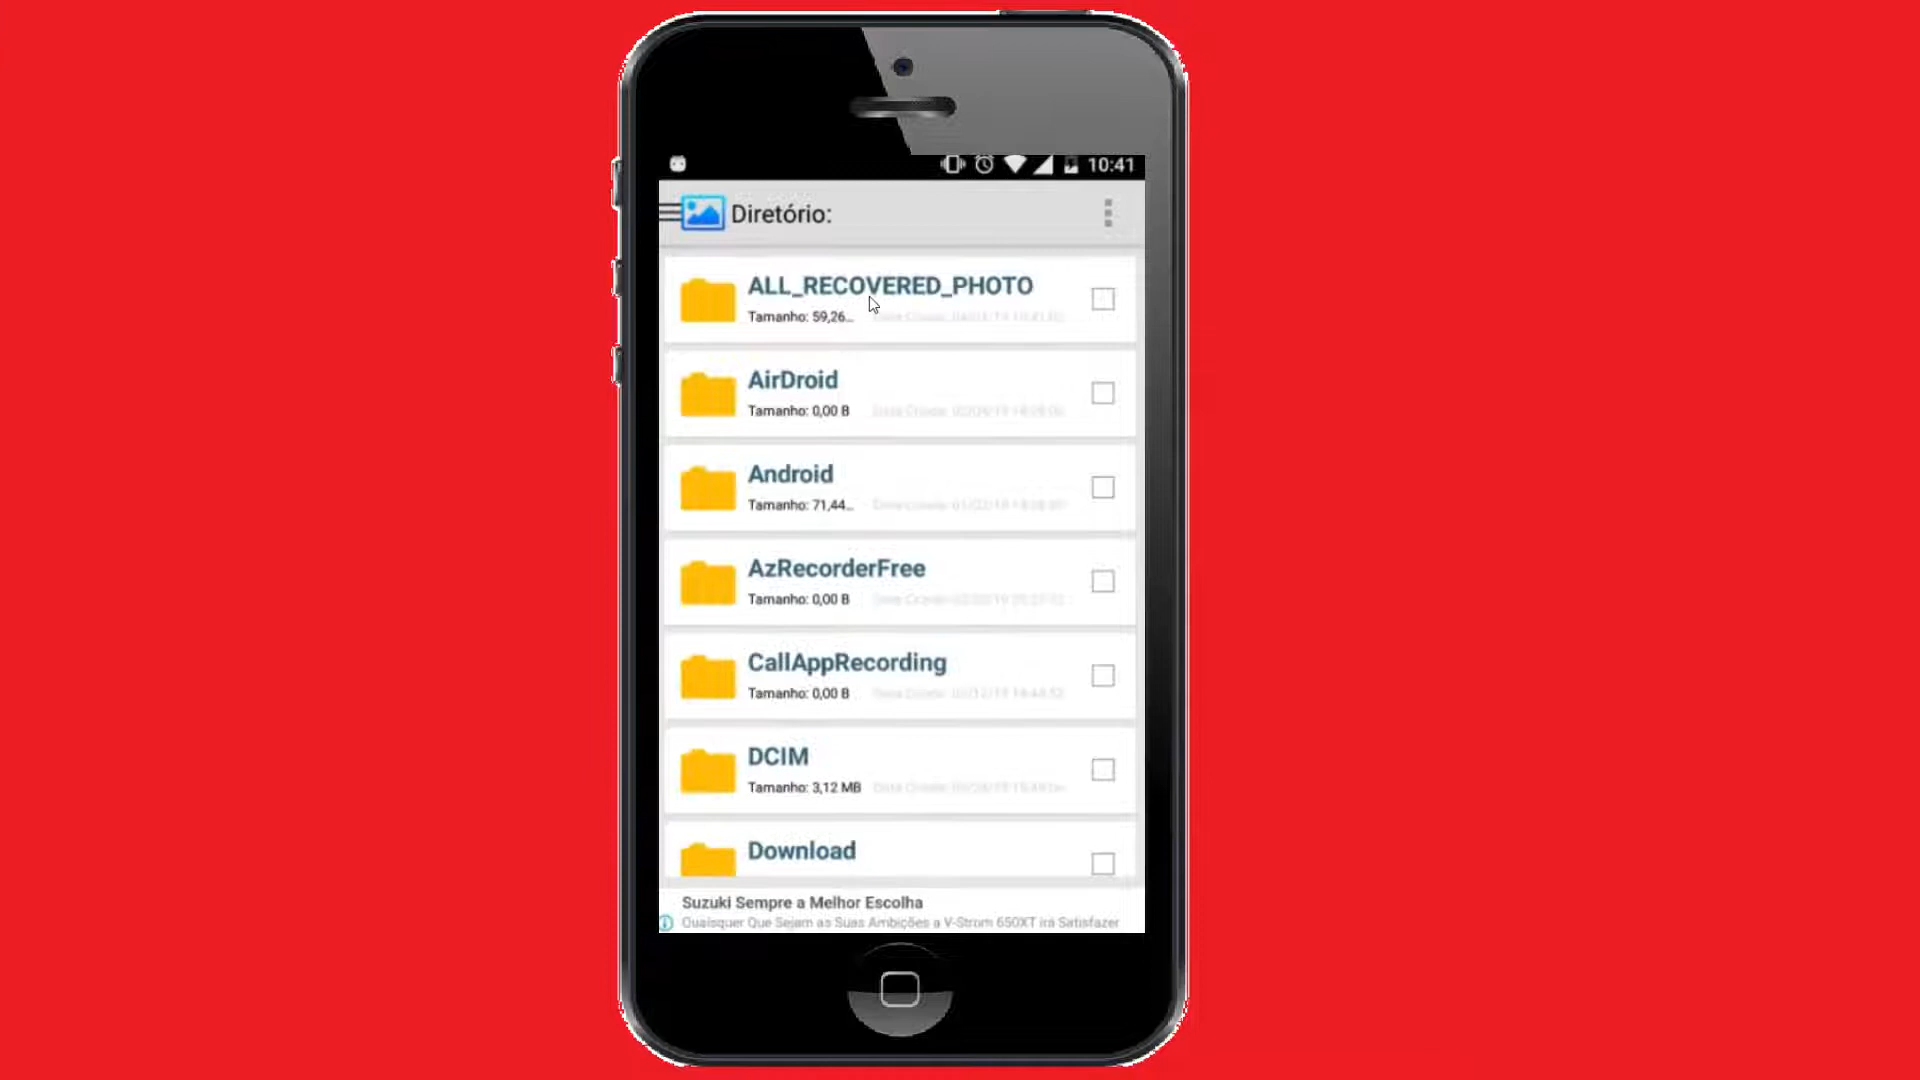 10:41
Diretório:
ALL_RECOVERED_PHOTO
Tamanho: 59,26...
AirDroid
Tamanho: 0,00 B
Android
Tamanho: 71,44...
AzRecorderFree
Tamanho: 0,00 B
CallAppRecording
Tamanho: 0,00 B
DCIM
Tamanho: 3,12 MB
Download
Suzuki Sempre a Melhor Escolha
Quaisquer Que Sejam as Suas Ambições a V-Strom 650XT irá Satisfazer